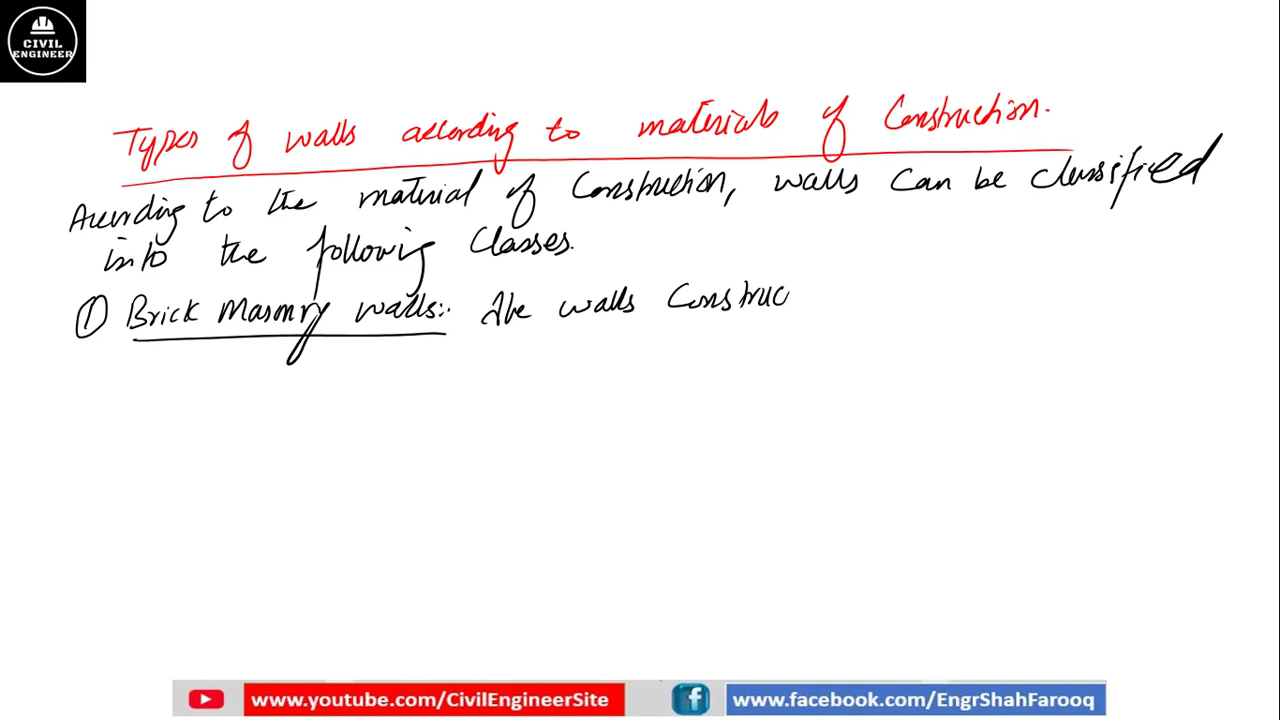 CIVIL
ENGINEER
Types of walls according to materials of Construction.
According to the material of Construction, walls can be classified
into the following Classes.
① Brick Masonry walls:- The walls Construc
www.youtube.com/CivilEngineerSite
www.facebook.com/EngrShahFarooq